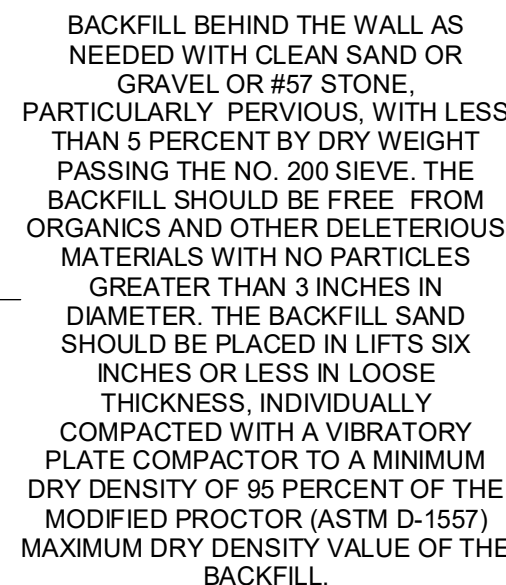 BACKFILL BEHIND THE WALL AS
NEEDED WITH CLEAN SAND OR
GRAVEL OR #57 STONE,
PARTICULARLY PERVIOUS, WITH LESS
THAN 5 PERCENT BY DRY WEIGHT
PASSING THE NO. 200 SIEVE. THE
BACKFILL SHOULD BE FREE FROM
ORGANICS AND OTHER DELETERIOUS
MATERIALS WITH NO PARTICLES
GREATER THAN 3 INCHES IN
DIAMETER. THE BACKFILL SAND
SHOULD BE PLACED IN LIFTS SIX
INCHES OR LESS IN LOOSE
THICKNESS, INDIVIDUALLY
COMPACTED WITH A VIBRATORY
PLATE COMPACTOR TO A MINIMUM
DRY DENSITY OF 95 PERCENT OF THE
MODIFIED PROCTOR (ASTM D-1557)
MAXIMUM DRY DENSITY VALUE OF THE
BACKFILL.